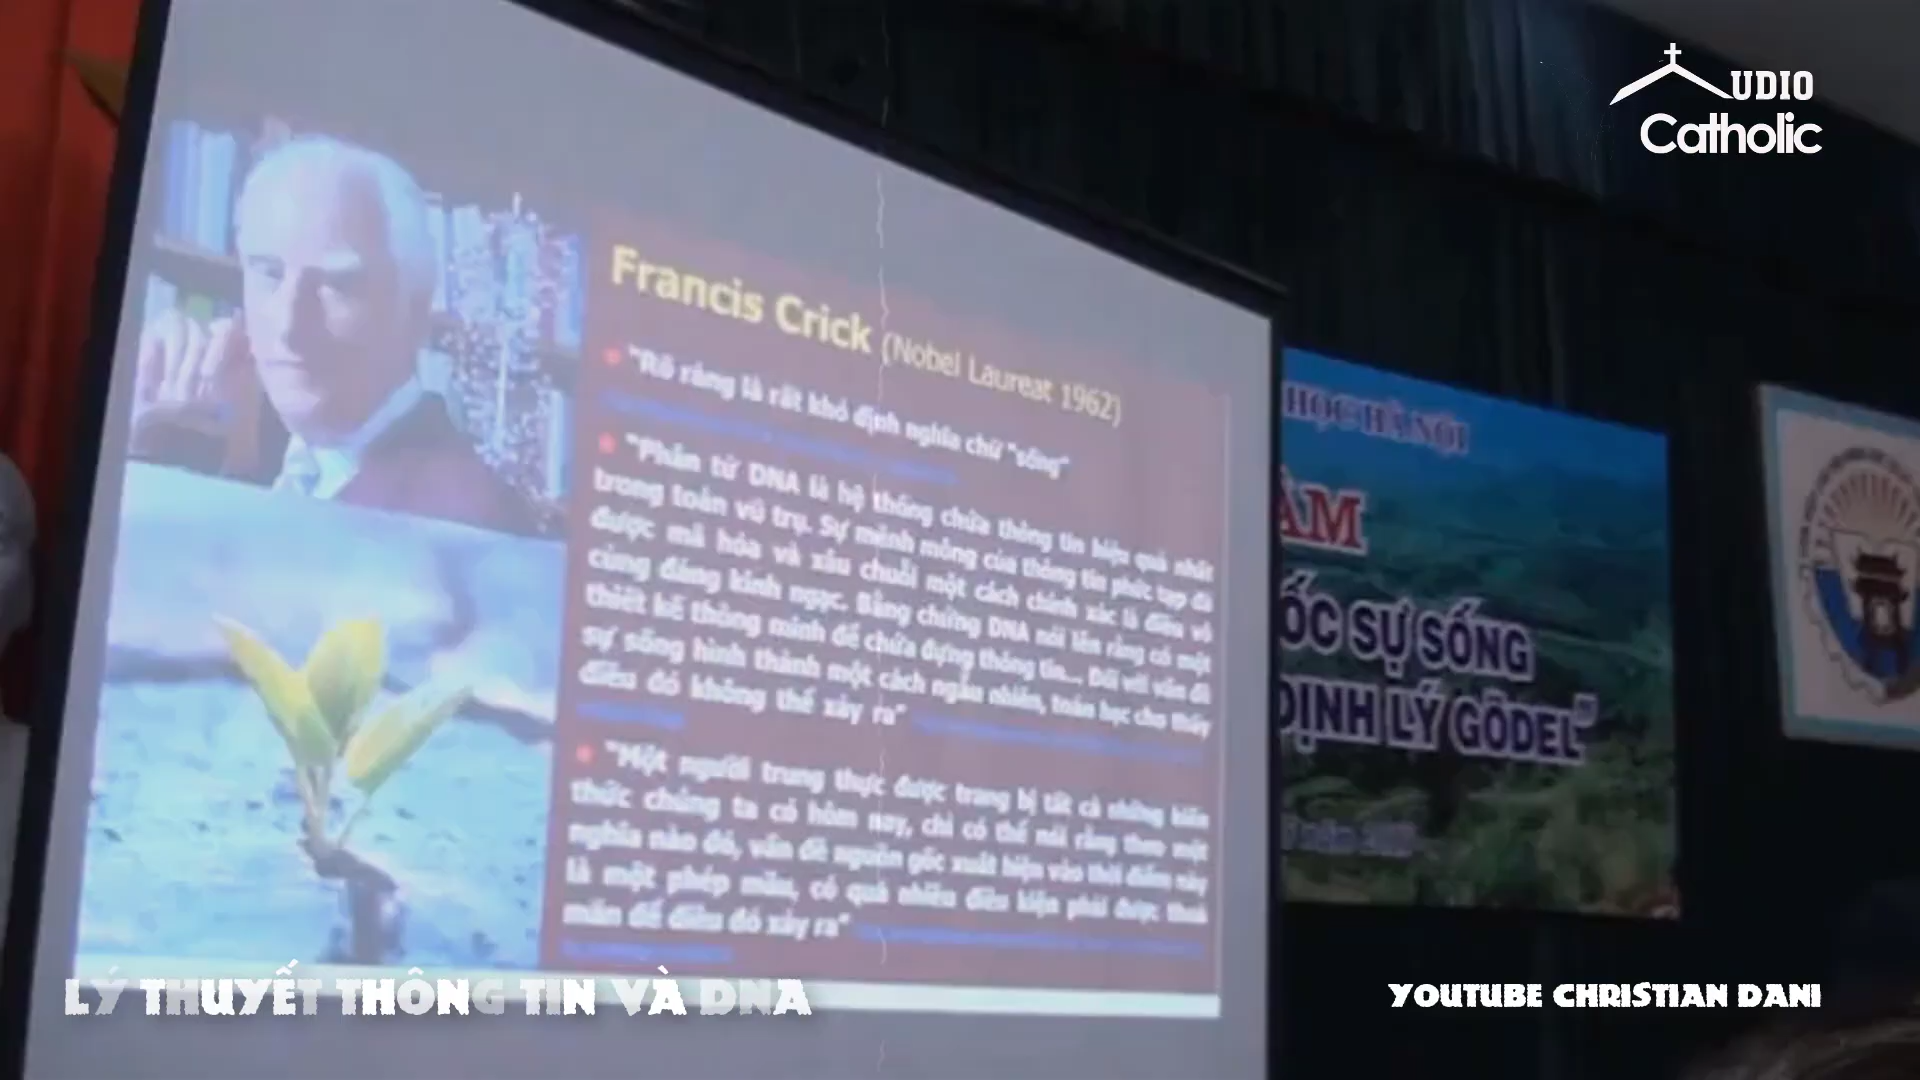 UDIO
Catholic
Francis Crick (Nobel Laureat 1962)
"Rõ ràng là rất khó định nghĩa chữ "sống"
"Phân tử DNA là hệ thống chứa thông tin hiệu quả nhất
trong toàn vũ trụ. Sự mênh mông của thông tin phức tạp đã
được mã hóa và xâu chuỗi một cách chính xác là điều vô
cùng đáng kinh ngạc. Bằng chứng DNA nói lên rằng có một
thiết kế thông minh để chứa đựng thông tin... Đối với vấn đề
sự sống hình thành một cách ngẫu nhiên, toán học cho thấy
điều đó không thể xảy ra"
"Một người trung thực được trang bị tất cả những kiến
thức chúng ta có hôm nay, chỉ có thể nói rằng theo một
nghĩa nào đó, vấn đề nguồn gốc xuất hiện vào thời điểm này
là một phép mầu, có quá nhiều điều kiện phải được thoả
mãn để điều đó xảy ra"
HỌC HÀ NỘI
ÀM
ỐC SỰ SỐNG
ĐỊNH LÝ GÖDEL"
LÝ THUYẾT THÔNG TIN VÀ DNA
YOUTUBE CHRISTIAN DANI